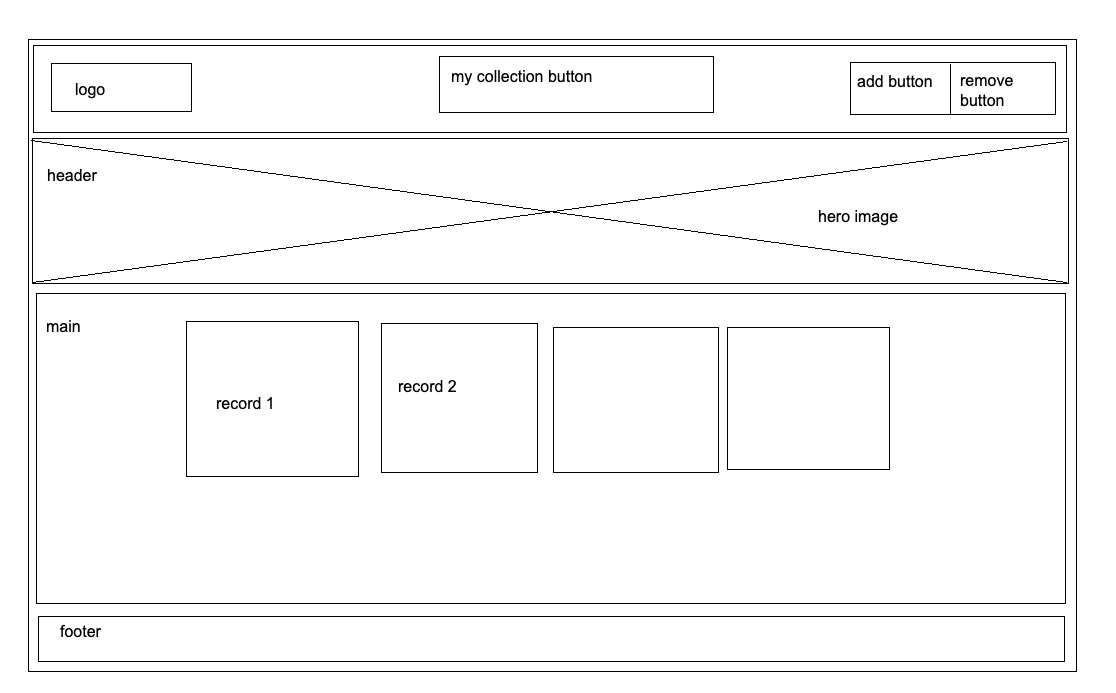 logo
my collection button
add button
remove
button
header
hero image
main
record 1
record 2
footer